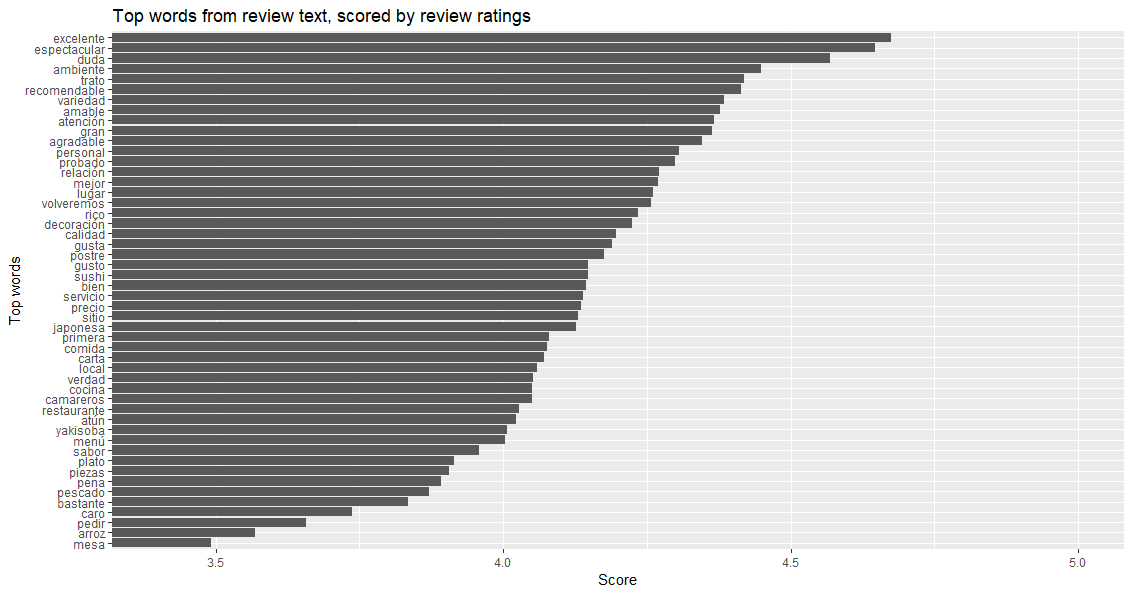 Top words from review text, scored by review ratings
Top words
excelente
espectacular
duda
ambiente
trato
recomendable
variedad
amable
atención
gran
agradable
personal
probado
relación
mejor
lugar
volveremos
rico
decoración
calidad
gusta
postre
gusto
sushi
bien
servicio
precio
sitio
japonesa
primera
comida
carta
local
verdad
cocina
camareros
restaurante
atún
yakisoba
menú
sabor
plato
piezas
pena
pescado
bastante
caro
pedir
arroz
mesa
3.5 4.0 4.5 5.0
Score